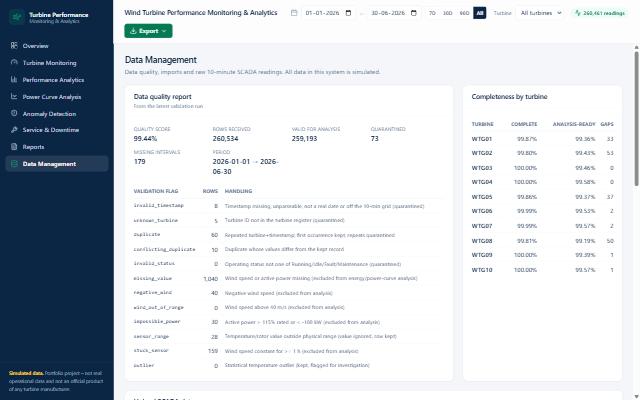 Turbine Performance
Monitoring & Analytics
Overview
Turbine Monitoring
Performance Analytics
Power Curve Analysis
Anomaly Detection
Service & Downtime
Reports
Data Management
Simulated data. Portfolio project — not real operational data and not an official product of any turbine manufacturer.
Wind Turbine Performance Monitoring & Analytics
01-01-2026
30-06-2026
7D 30D 90D All
Turbine All turbines
260,461 readings
Export
Data Management
Data quality, imports and raw 10-minute SCADA readings. All data in this system is simulated.
Data quality report
From the latest validation run
QUALITY SCORE ROWS RECEIVED VALID FOR ANALYSIS QUARANTINED
99.44% 260,534 259,193 73
MISSING INTERVALS PERIOD
179 2026-01-01 → 2026-
06-30
VALIDATION FLAG ROWS HANDLING
invalid_timestamp 8 Timestamp missing, unparseable, not a real date or off the 10-min grid (quarantined)
unknown_turbine 5 Turbine ID not in the turbine register (quarantined)
duplicate 60 Repeated turbine+timestamp; first occurrence kept, repeats quarantined
conflicting_duplicate 10 Duplicate whose values differ from the kept record
invalid_status 0 Operating status not one of Running/Idle/Fault/Maintenance (quarantined)
missing_value 1,040 Wind speed or active power missing (excluded from energy/power-curve analysis)
negative_wind 40 Negative wind speed (excluded from analysis)
wind_out_of_range 0 Wind speed above 40 m/s (excluded from analysis)
impossible_power 30 Active power > 115% rated or < -100 kW (excluded from analysis)
sensor_range 28 Temperature/rotor value outside physical range (value ignored, row kept)
stuck_sensor 159 Wind speed constant for >= 1 h (excluded from analysis)
outlier 0 Statistical temperature outlier (kept, flagged for investigation)
Completeness by turbine
TURBINE COMPLETE ANALYSIS-READY GAPS
WTG01 99.87% 99.36% 33
WTG02 99.80% 99.43% 53
WTG03 100.00% 99.46% 0
WTG04 100.00% 99.58% 0
WTG05 99.86% 99.37% 37
WTG06 99.99% 99.53% 2
WTG07 99.99% 99.57% 2
WTG08 99.81% 99.19% 50
WTG09 100.00% 99.39% 1
WTG10 100.00% 99.57% 1